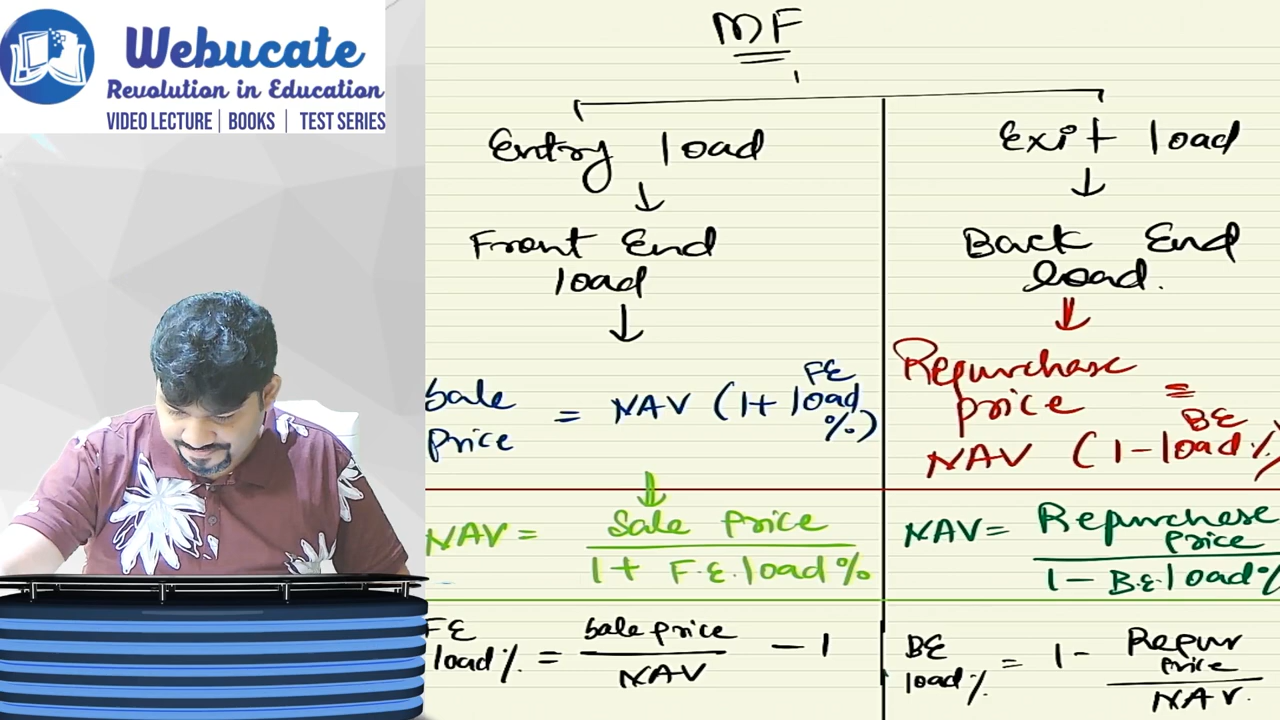 Webucate
Revolution in Education
VIDEO LECTURE | BOOKS | TEST SERIES
MF
Entry load
↓
Front End
load
↓
Sale
Price
= NAV (1 + FE
load
%)
↓
NAV = Sale Price
1 + F.E. load %
FE
load % = Sale price
NAV
- 1
Exit load
↓
Back End
load.
↓
Repurchase
price =
NAV (1 - BE
load %)
NAV = Repurchase
price
1 - B.E. load %
BE
load % = 1 - Repur
price
NAV.